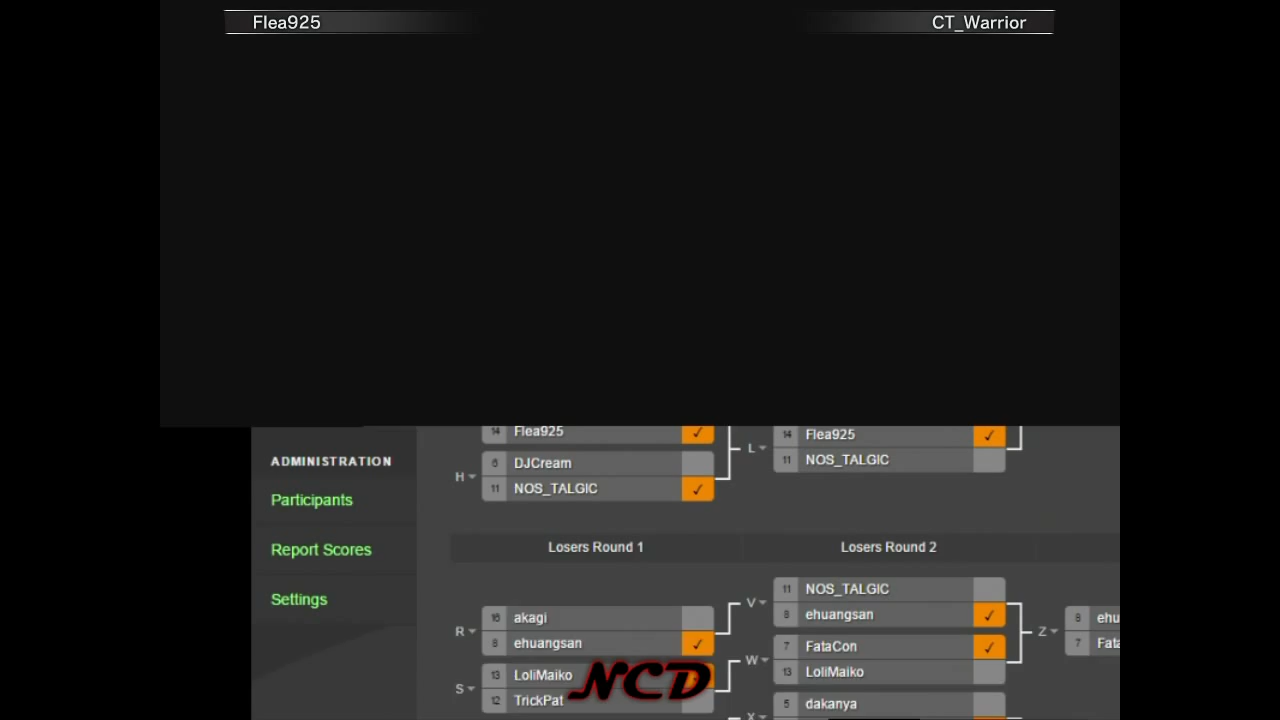 Flea925
CT_Warrior
14 Flea925 ✓
L
14 Flea925 ✓
11 NOS_TALGIC
ADMINISTRATION
H
6 DJCream
11 NOS_TALGIC ✓
Participants
Report Scores
Settings
Losers Round 1
Losers Round 2
R
16 akagi
8 ehuangsan ✓
V
11 NOS_TALGIC
8 ehuangsan ✓
Z
8 ehu
7 Fata
S
13 LoliMaiko
12 TrickPat
W
7 FataCon ✓
13 LoliMaiko
X
5 dakanya
NCD